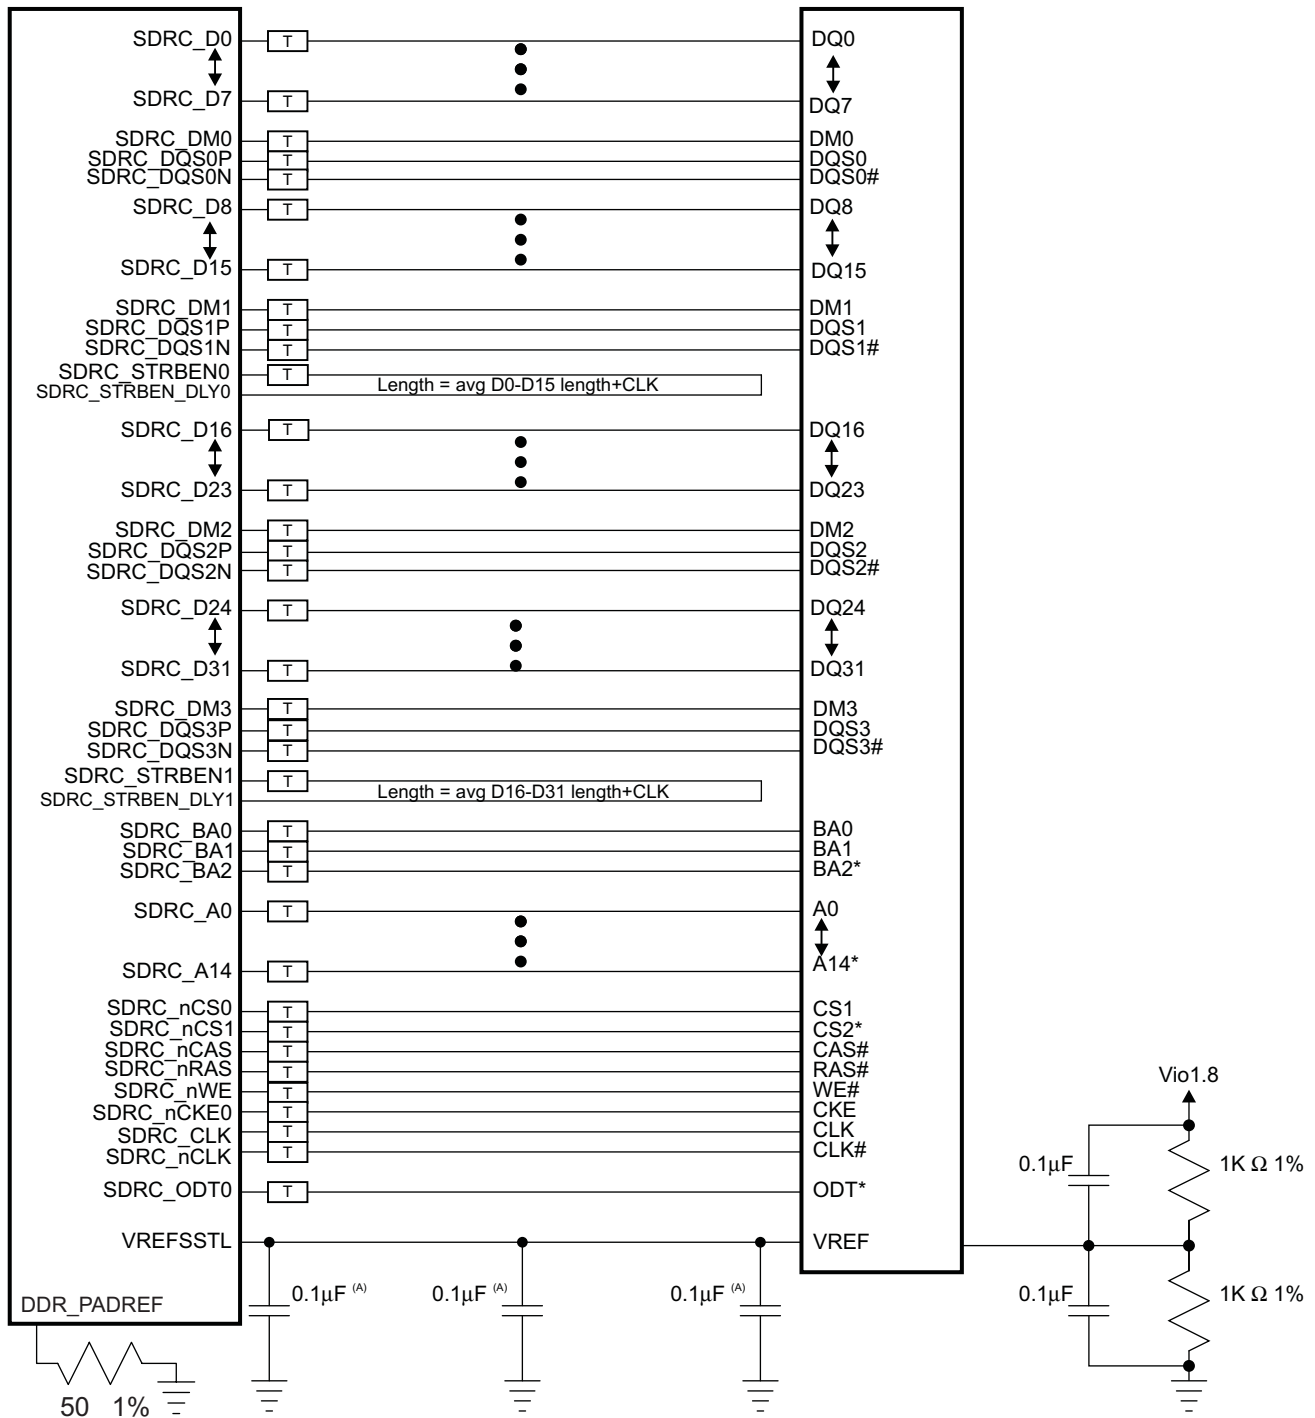 SDRC_D0 T DQ0
SDRC_D7 T DQ7
SDRC_DM0 T DM0
SDRC_DQS0P T DQS0
SDRC_DQS0N T DQS0#
SDRC_D8 T DQ8
SDRC_D15 T DQ15
SDRC_DM1 T DM1
SDRC_DQS1P T DQS1
SDRC_DQS1N T DQS1#
SDRC_STRBEN0 T
SDRC_STRBEN_DLY0 Length = avg D0-D15 length+CLK
SDRC_D16 T DQ16
SDRC_D23 T DQ23
SDRC_DM2 T DM2
SDRC_DQS2P T DQS2
SDRC_DQS2N T DQS2#
SDRC_D24 T DQ24
SDRC_D31 T DQ31
SDRC_DM3 T DM3
SDRC_DQS3P T DQS3
SDRC_DQS3N T DQS3#
SDRC_STRBEN1 T
SDRC_STRBEN_DLY1 Length = avg D16-D31 length+CLK
SDRC_BA0 T BA0
SDRC_BA1 T BA1
SDRC_BA2 T BA2*
SDRC_A0 T A0
SDRC_A14 T A14*
SDRC_nCS0 T CS1
SDRC_nCS1 T CS2*
SDRC_nCAS T CAS#
SDRC_nRAS T RAS#
SDRC_nWE T WE#
SDRC_nCKE0 T CKE
SDRC_CLK T CLK
SDRC_nCLK T CLK#
SDRC_ODT0 T ODT*
VREFSSTL VREF
Vio1.8
0.1µF 1K Ω 1%
0.1µF (A) 0.1µF (A) 0.1µF (A) 0.1µF 1K Ω 1%
DDR_PADREF
50 1%